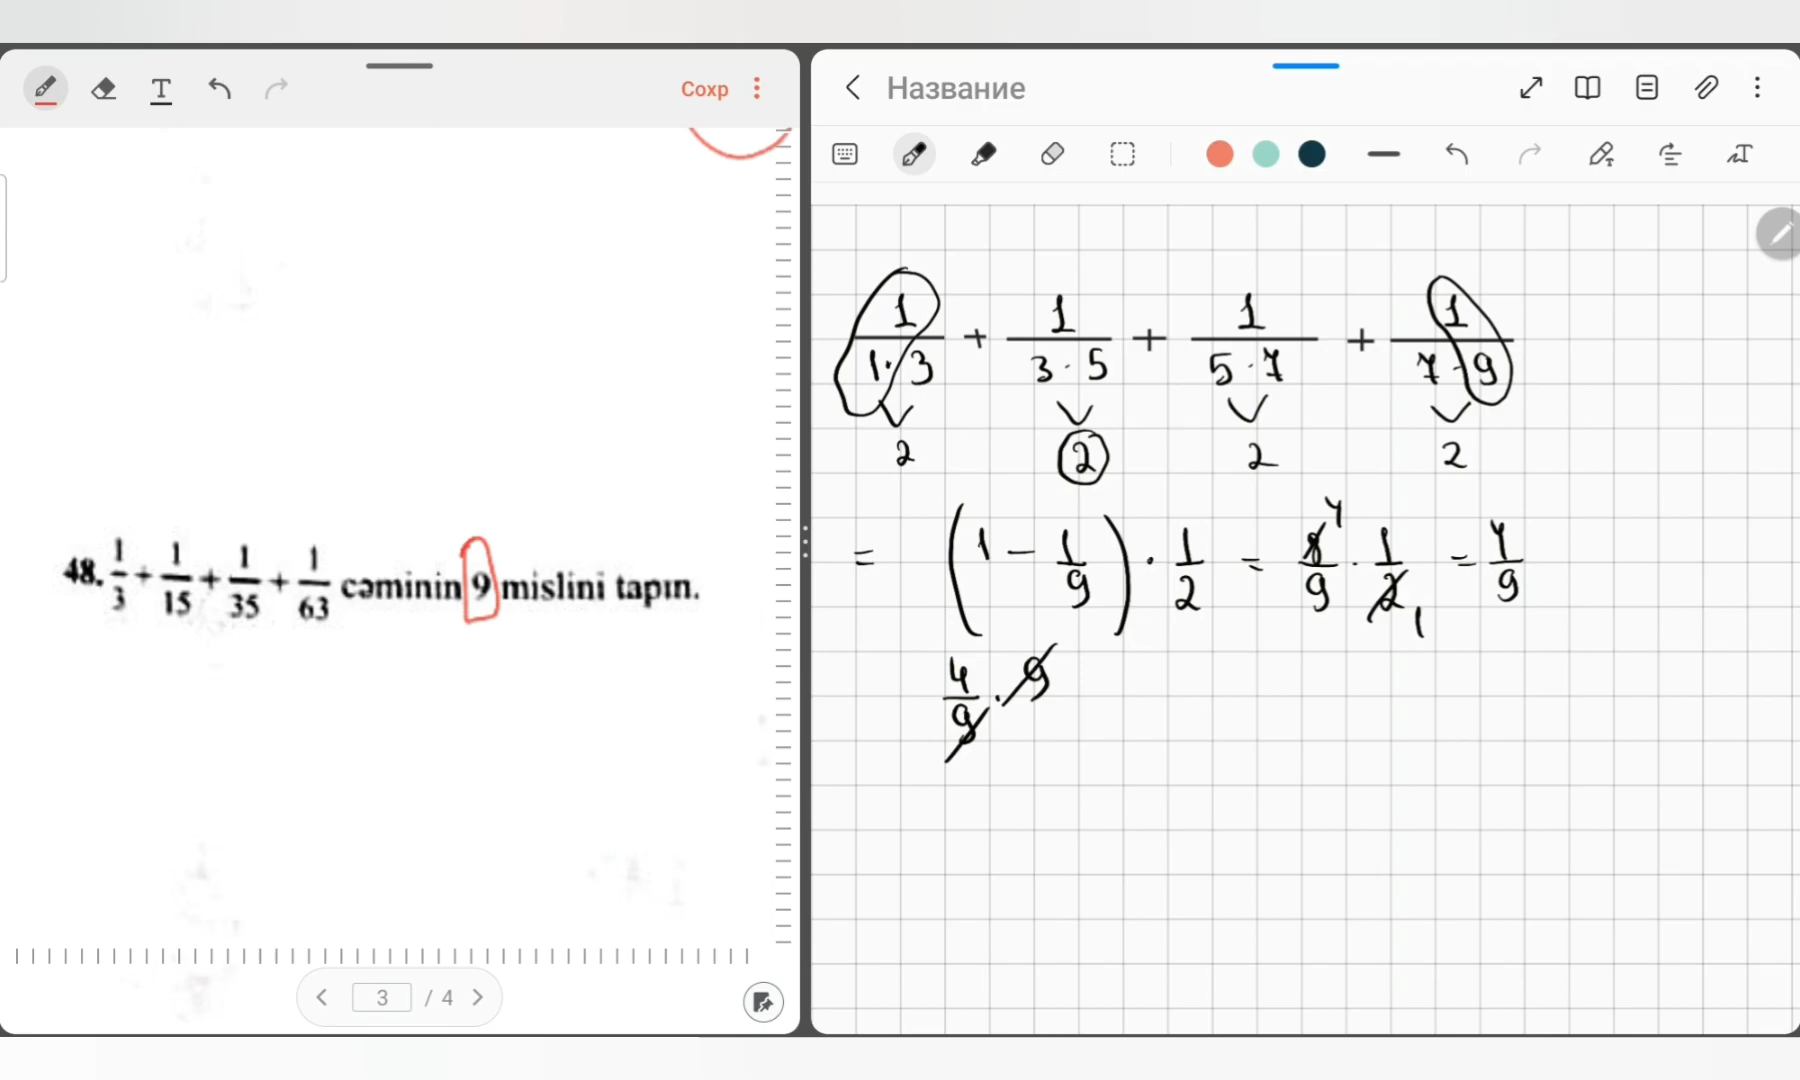 Сохр
48. 1/3 + 1/15 + 1/35 + 1/63 cəminin 9 mislini tapın.
3 / 4
Название
1/(1·3) + 1/(3·5) + 1/(5·7) + 1/(7·9)
2 2 2 2
= (1 − 1/9) · 1/2 = 8/9 · 1/2 = 4/9
4 1
4/9 · 9